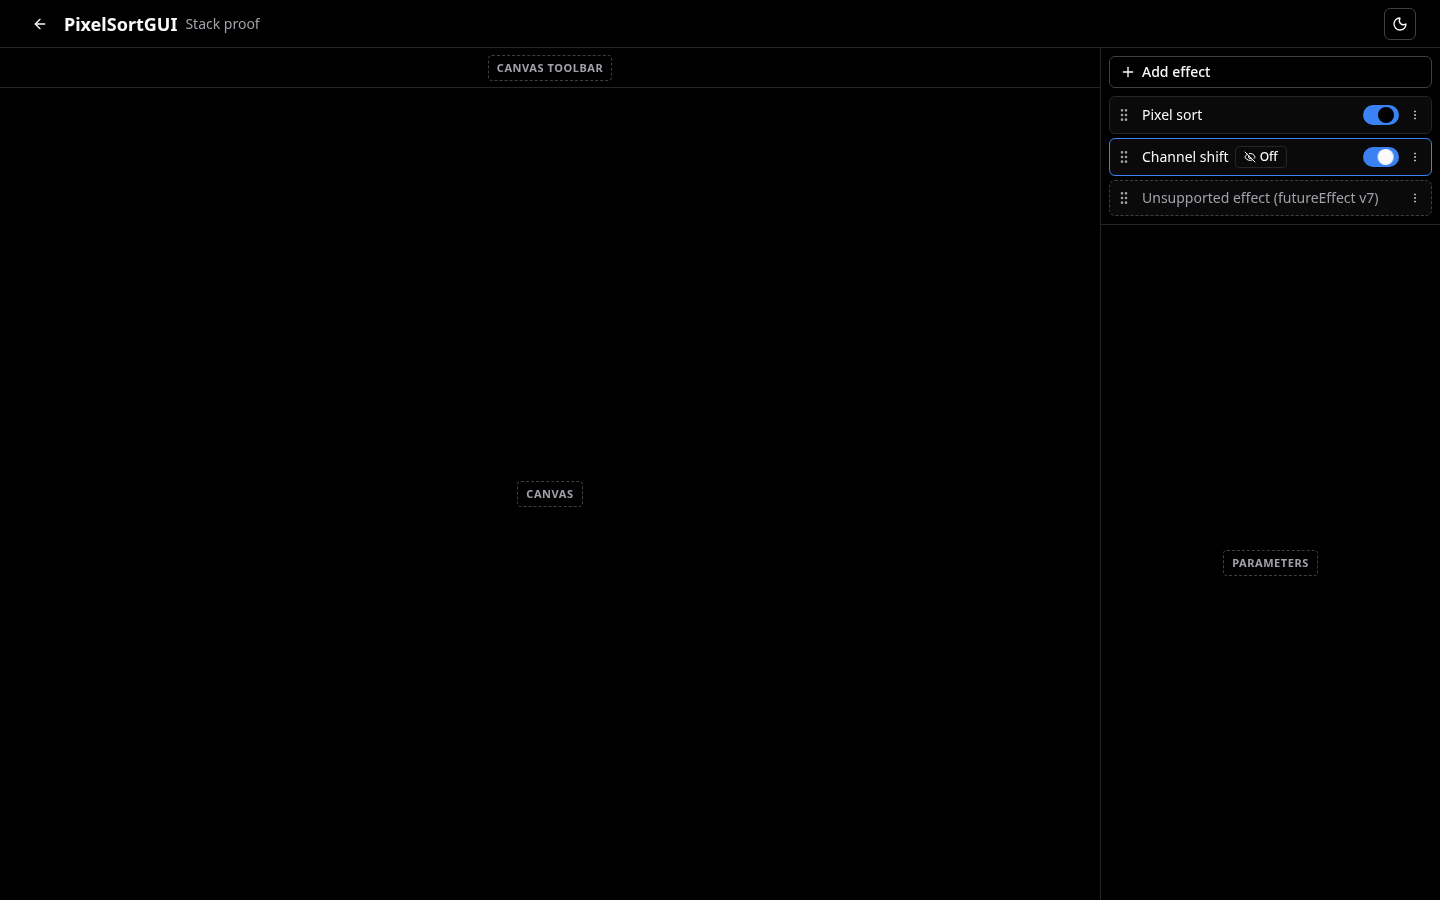 PixelSortGUI Stack proof
CANVAS TOOLBAR
Add effect
Pixel sort
Channel shift Off
Unsupported effect (futureEffect v7)
CANVAS
PARAMETERS